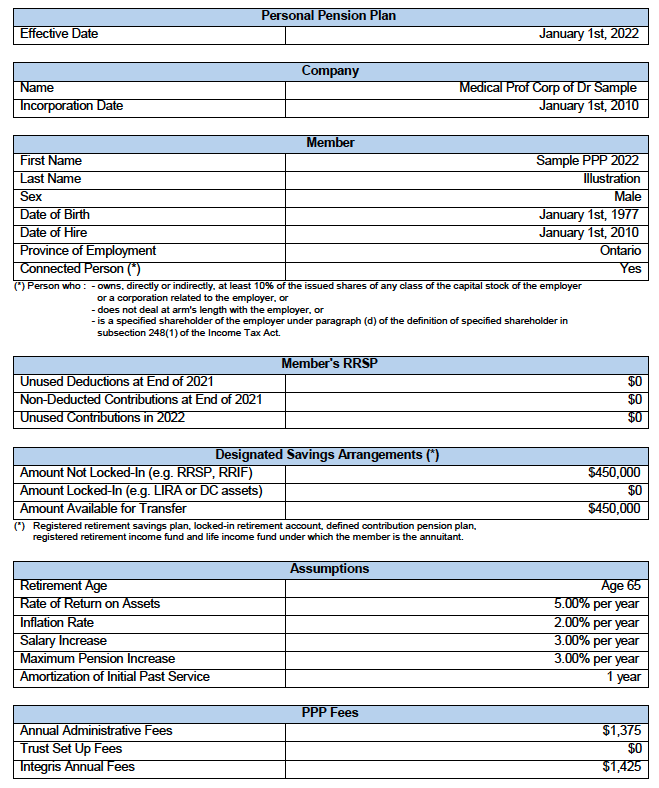 Personal Pension Plan
Effective Date January 1st, 2022
Company
Name Medical Prof Corp of Dr Sample
Incorporation Date January 1st, 2010
Member
First Name Sample PPP 2022
Last Name Illustration
Sex Male
Date of Birth January 1st, 1977
Date of Hire January 1st, 2010
Province of Employment Ontario
Connected Person (*) Yes
(*) Person who : - owns, directly or indirectly, at least 10% of the issued shares of any class of the capital stock of the employer
or a corporation related to the employer, or
- does not deal at arm's length with the employer, or
- is a specified shareholder of the employer under paragraph (d) of the definition of specified shareholder in
subsection 248(1) of the Income Tax Act.
Member's RRSP
Unused Deductions at End of 2021 $0
Non-Deducted Contributions at End of 2021 $0
Unused Contributions in 2022 $0
Designated Savings Arrangements (*)
Amount Not Locked-In (e.g. RRSP, RRIF) $450,000
Amount Locked-In (e.g. LIRA or DC assets) $0
Amount Available for Transfer $450,000
(*) Registered retirement savings plan, locked-in retirement account, defined contribution pension plan,
registered retirement income fund and life income fund under which the member is the annuitant.
Assumptions
Retirement Age Age 65
Rate of Return on Assets 5.00% per year
Inflation Rate 2.00% per year
Salary Increase 3.00% per year
Maximum Pension Increase 3.00% per year
Amortization of Initial Past Service 1 year
PPP Fees
Annual Administrative Fees $1,375
Trust Set Up Fees $0
Integris Annual Fees $1,425